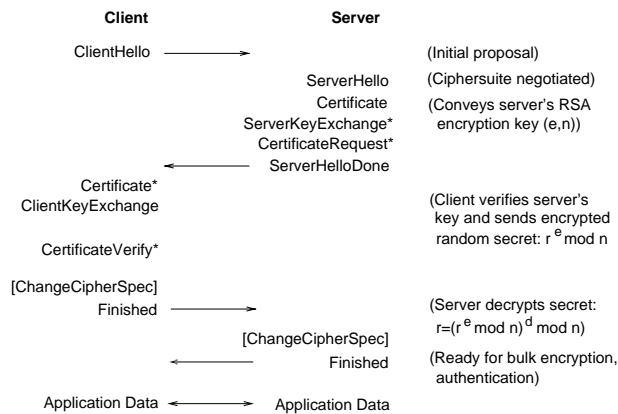 Client Server
ClientHello (Initial proposal)
ServerHello (Ciphersuite negotiated)
Certificate (Conveys server's RSA
ServerKeyExchange* encryption key (e,n))
CertificateRequest*
ServerHelloDone
Certificate* (Client verifies server's
ClientKeyExchange key and sends encrypted
random secret: r^e mod n
CertificateVerify*
[ChangeCipherSpec]
Finished (Server decrypts secret:
r=(r^e mod n)^d mod n)
[ChangeCipherSpec]
Finished (Ready for bulk encryption,
authentication)
Application Data Application Data